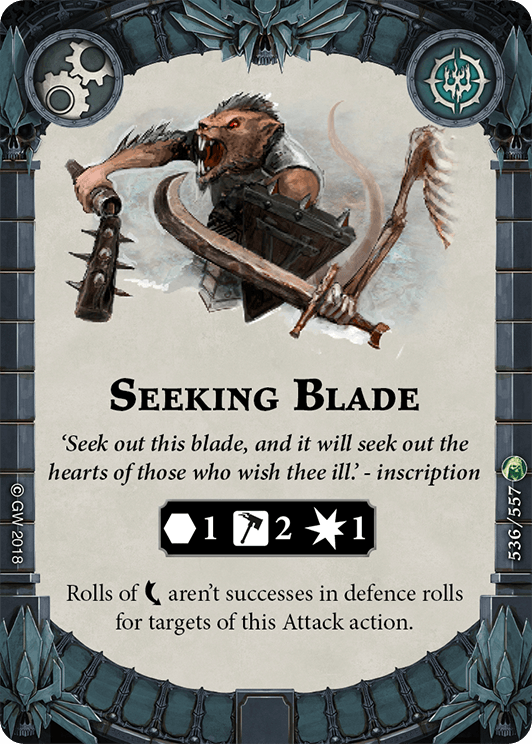 SEEKING BLADE
‘Seek out this blade, and it will seek out the
hearts of those who wish thee ill.’ - inscription
1 2 1
Rolls of aren’t successes in defence rolls
for targets of this Attack action.
© GW 2018
536/557